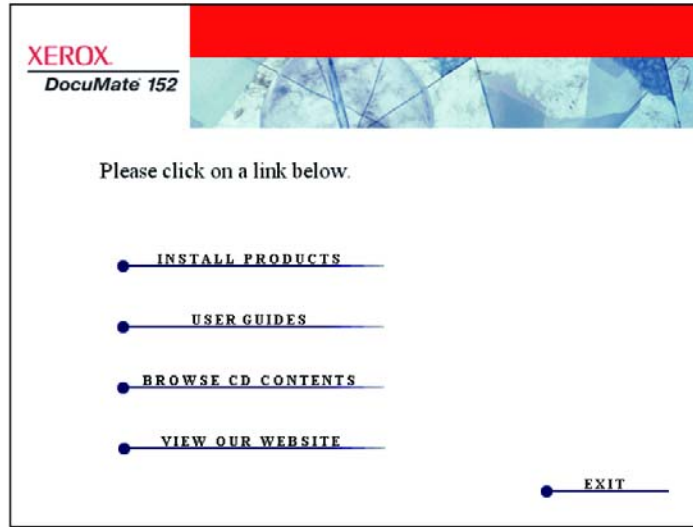 XEROX
DocuMate 152
Please click on a link below.
INSTALL PRODUCTS
USER GUIDES
BROWSE CD CONTENTS
VIEW OUR WEBSITE
EXIT